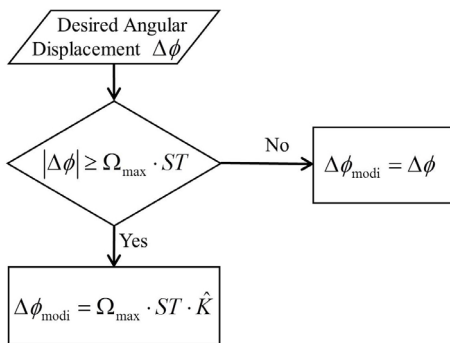 Desired Angular
Displacement Δϕ
|Δϕ| ≥ Ω_max · ST
No
Δϕ_modi = Δϕ
Yes
Δϕ_modi = Ω_max · ST · K̂